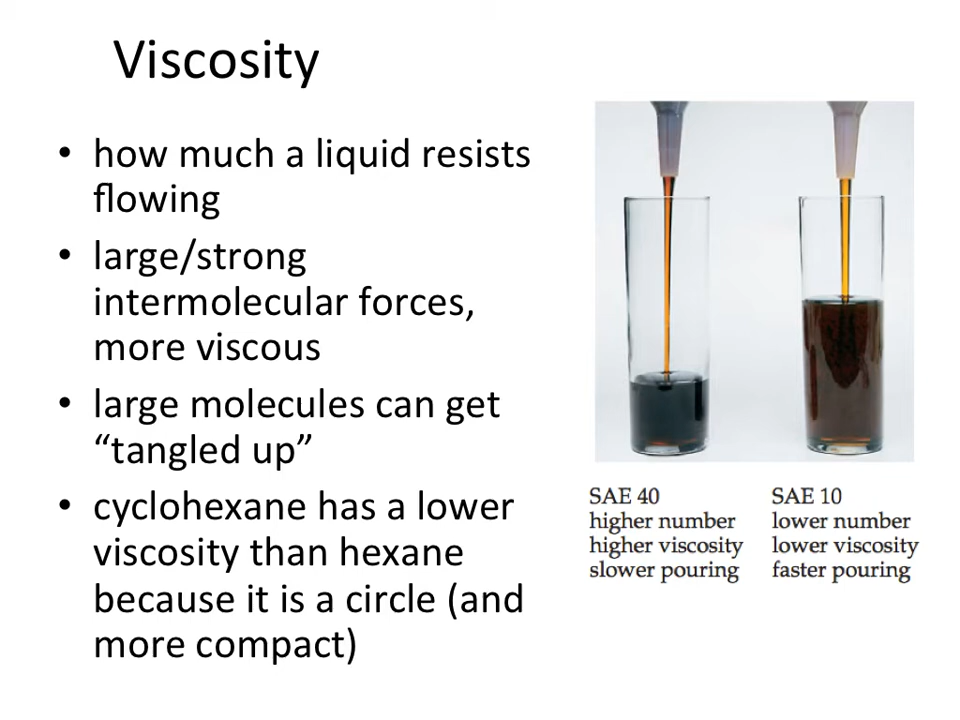 Viscosity
• how much a liquid resists
flowing
• large/strong
intermolecular forces,
more viscous
• large molecules can get
“tangled up”
• cyclohexane has a lower
viscosity than hexane
because it is a circle (and
more compact)
SAE 40
higher number
higher viscosity
slower pouring
SAE 10
lower number
lower viscosity
faster pouring